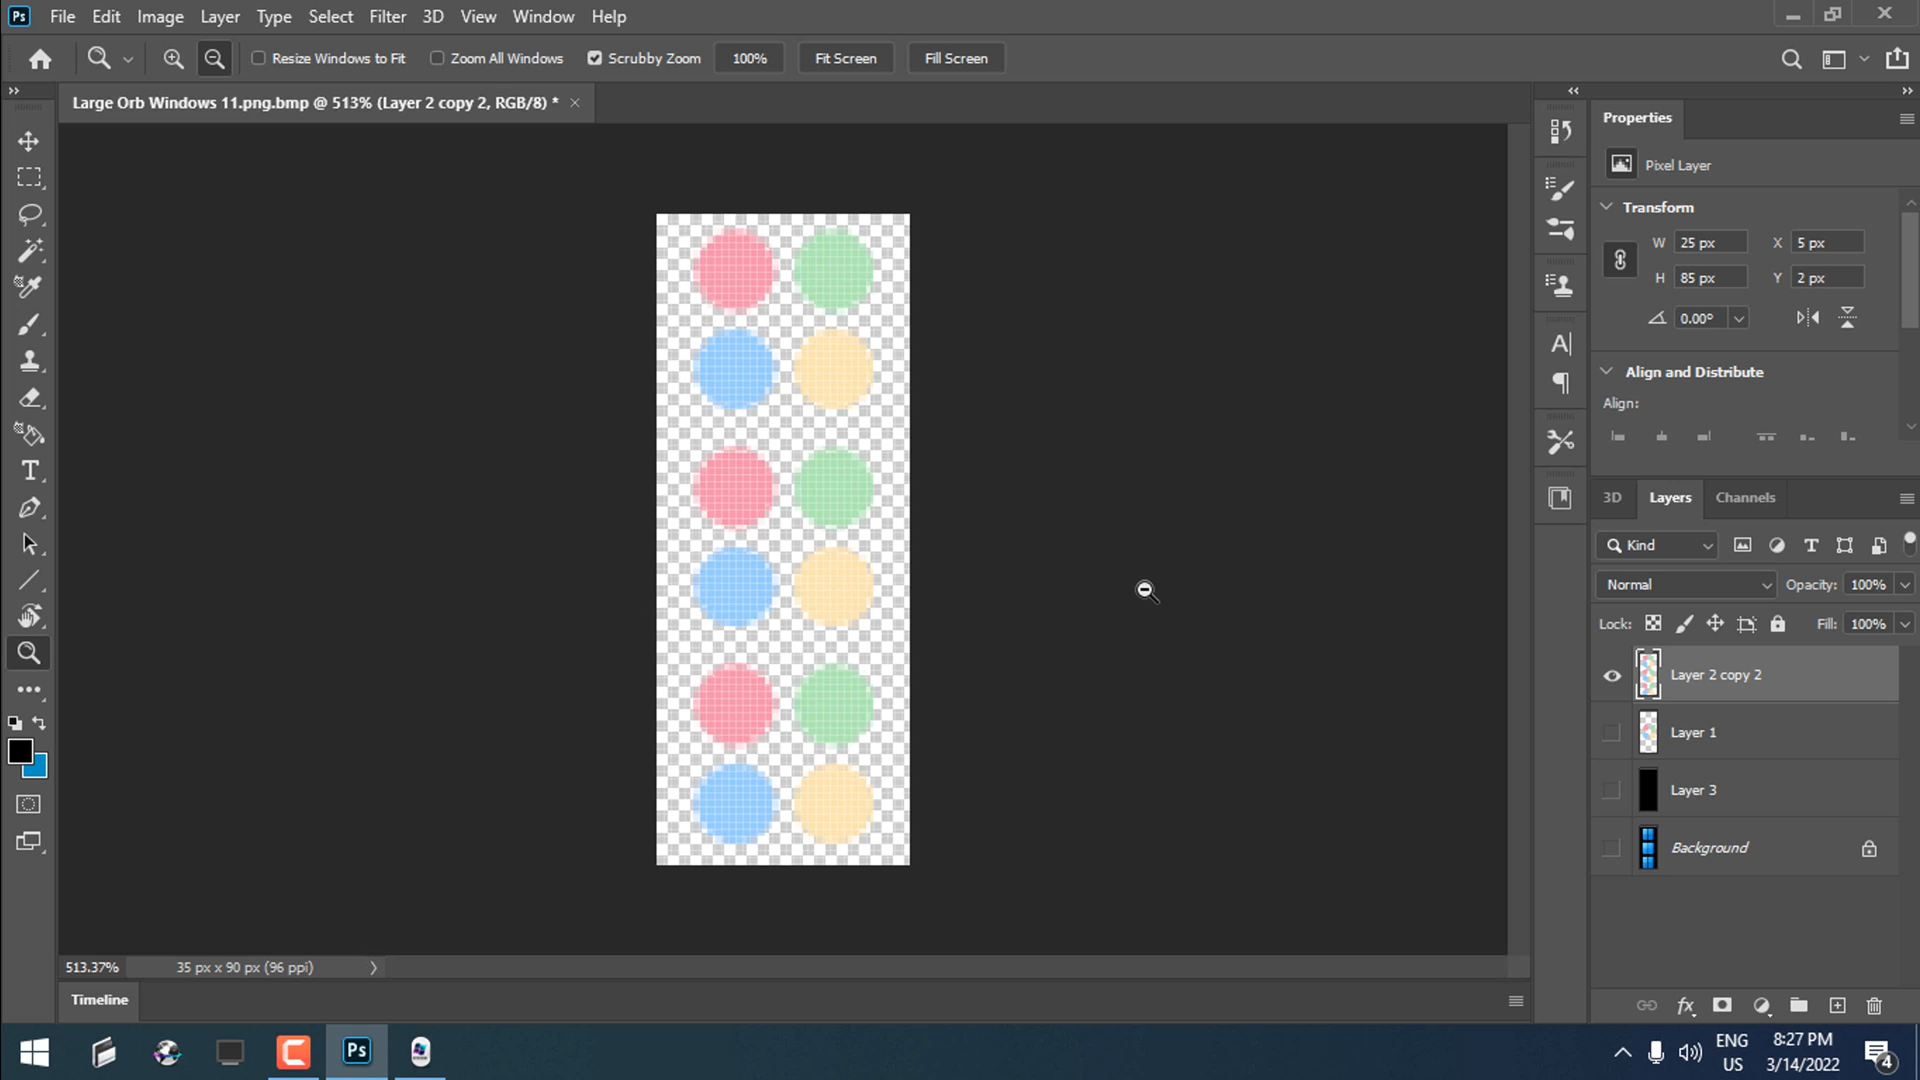 Ps File Edit Image Layer Type Select Filter 3D View Window Help
Resize Windows to Fit Zoom All Windows Scrubby Zoom 100% Fit Screen Fill Screen
Large Orb Windows 11.png.bmp @ 513% (Layer 2 copy 2, RGB/8) *
Properties
Pixel Layer
Transform
W 25 px X 5 px
H 85 px Y 2 px
0.00°
Align and Distribute
Align:
3D Layers Channels
Kind
Normal Opacity: 100%
Lock: Fill: 100%
Layer 2 copy 2
Layer 1
Layer 3
Background
513.37% 35 px x 90 px (96 ppi)
Timeline
Ps
ENG
US
8:27 PM
3/14/2022
4